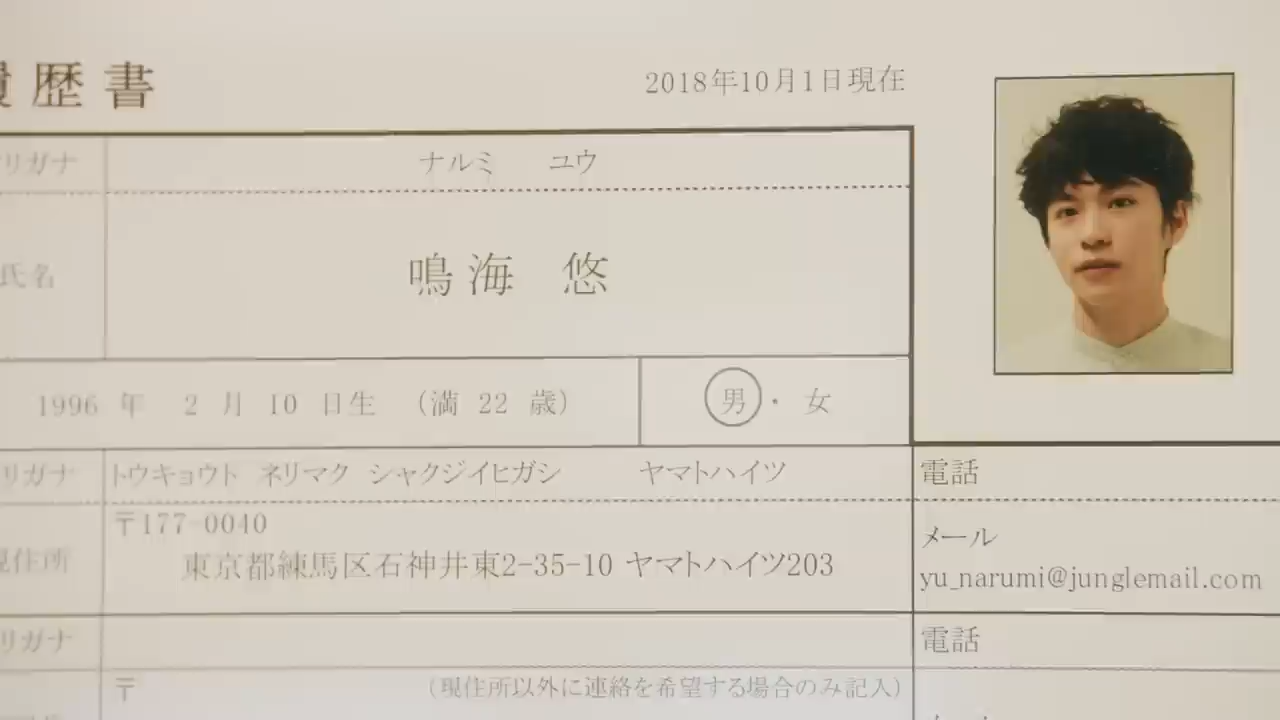 歴書
2018年10月1日現在
リガナ
ナルミ ユウ
氏名
鳴海 悠
1996 年 2 月 10 日生 (満 22 歳)
男・女
リガナ
トウキョウト ネリマク シャクジイヒガシ ヤマトハイツ
電話
現住所
〒177-0040
東京都練馬区石神井東2-35-10 ヤマトハイツ203
メール
yu_narumi@junglemail.com
リガナ
電話
〒
(現住所以外に連絡を希望する場合のみ記入)